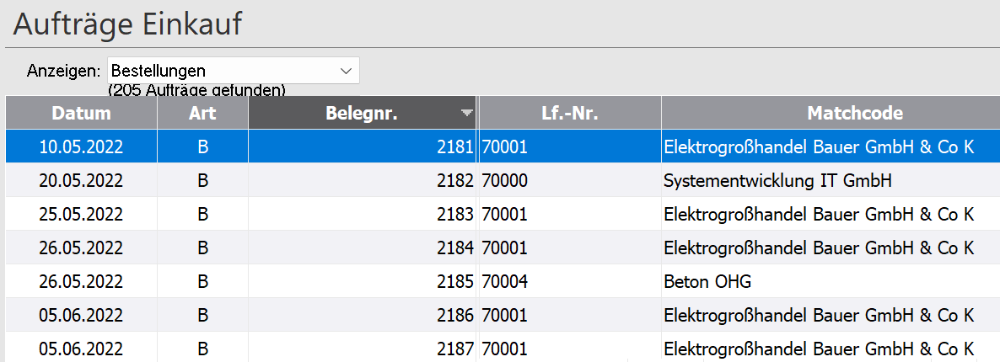 Aufträge Einkauf
Anzeigen: Bestellungen
(205 Aufträge gefunden)
Datum Art Belegnr. Lf.-Nr. Matchcode
10.05.2022 B 2181 70001 Elektrogroßhandel Bauer GmbH & Co K
20.05.2022 B 2182 70000 Systementwicklung IT GmbH
25.05.2022 B 2183 70001 Elektrogroßhandel Bauer GmbH & Co K
26.05.2022 B 2184 70001 Elektrogroßhandel Bauer GmbH & Co K
26.05.2022 B 2185 70004 Beton OHG
05.06.2022 B 2186 70001 Elektrogroßhandel Bauer GmbH & Co K
05.06.2022 B 2187 70001 Elektrogroßhandel Bauer GmbH & Co K